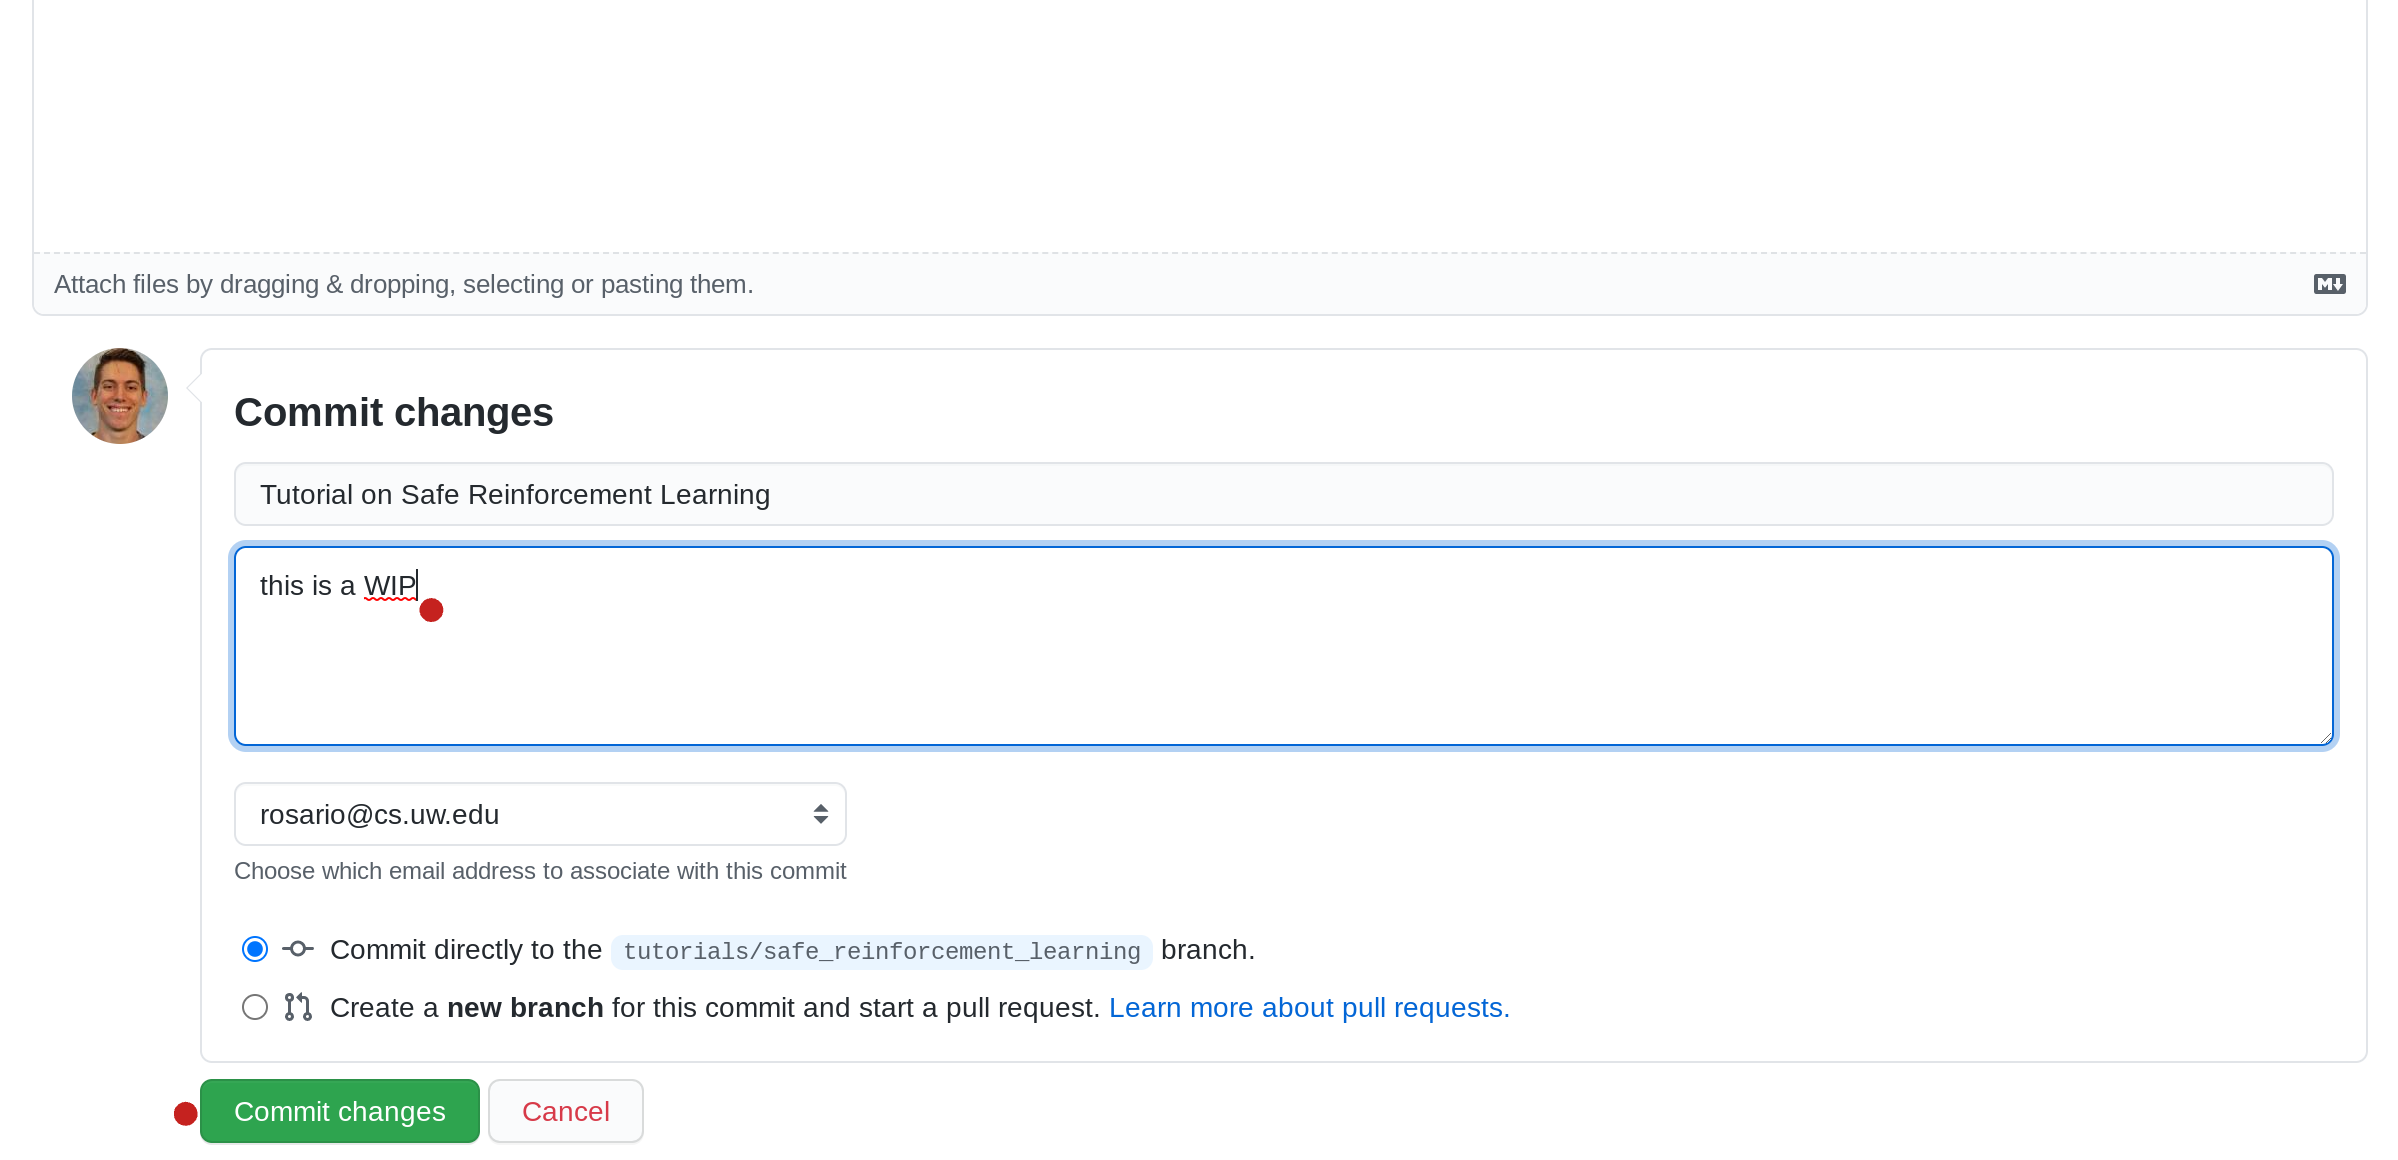 Attach files by dragging & dropping, selecting or pasting them.
M
Commit changes
Tutorial on Safe Reinforcement Learning
this is a WIP
rosario@cs.uw.edu
Choose which email address to associate with this commit
Commit directly to the tutorials/safe_reinforcement_learning branch.
Create a new branch for this commit and start a pull request. Learn more about pull requests.
Commit changes Cancel